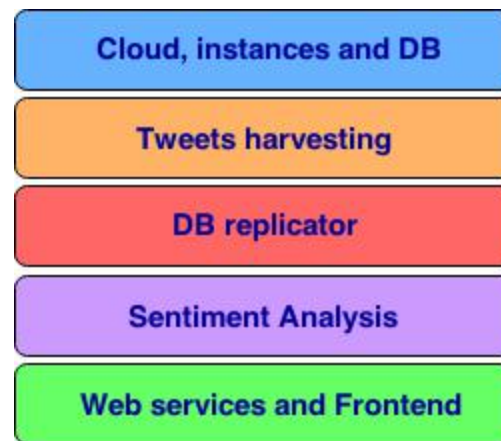 Cloud, instances and DB
Tweets harvesting
DB replicator
Sentiment Analysis
Web services and Frontend